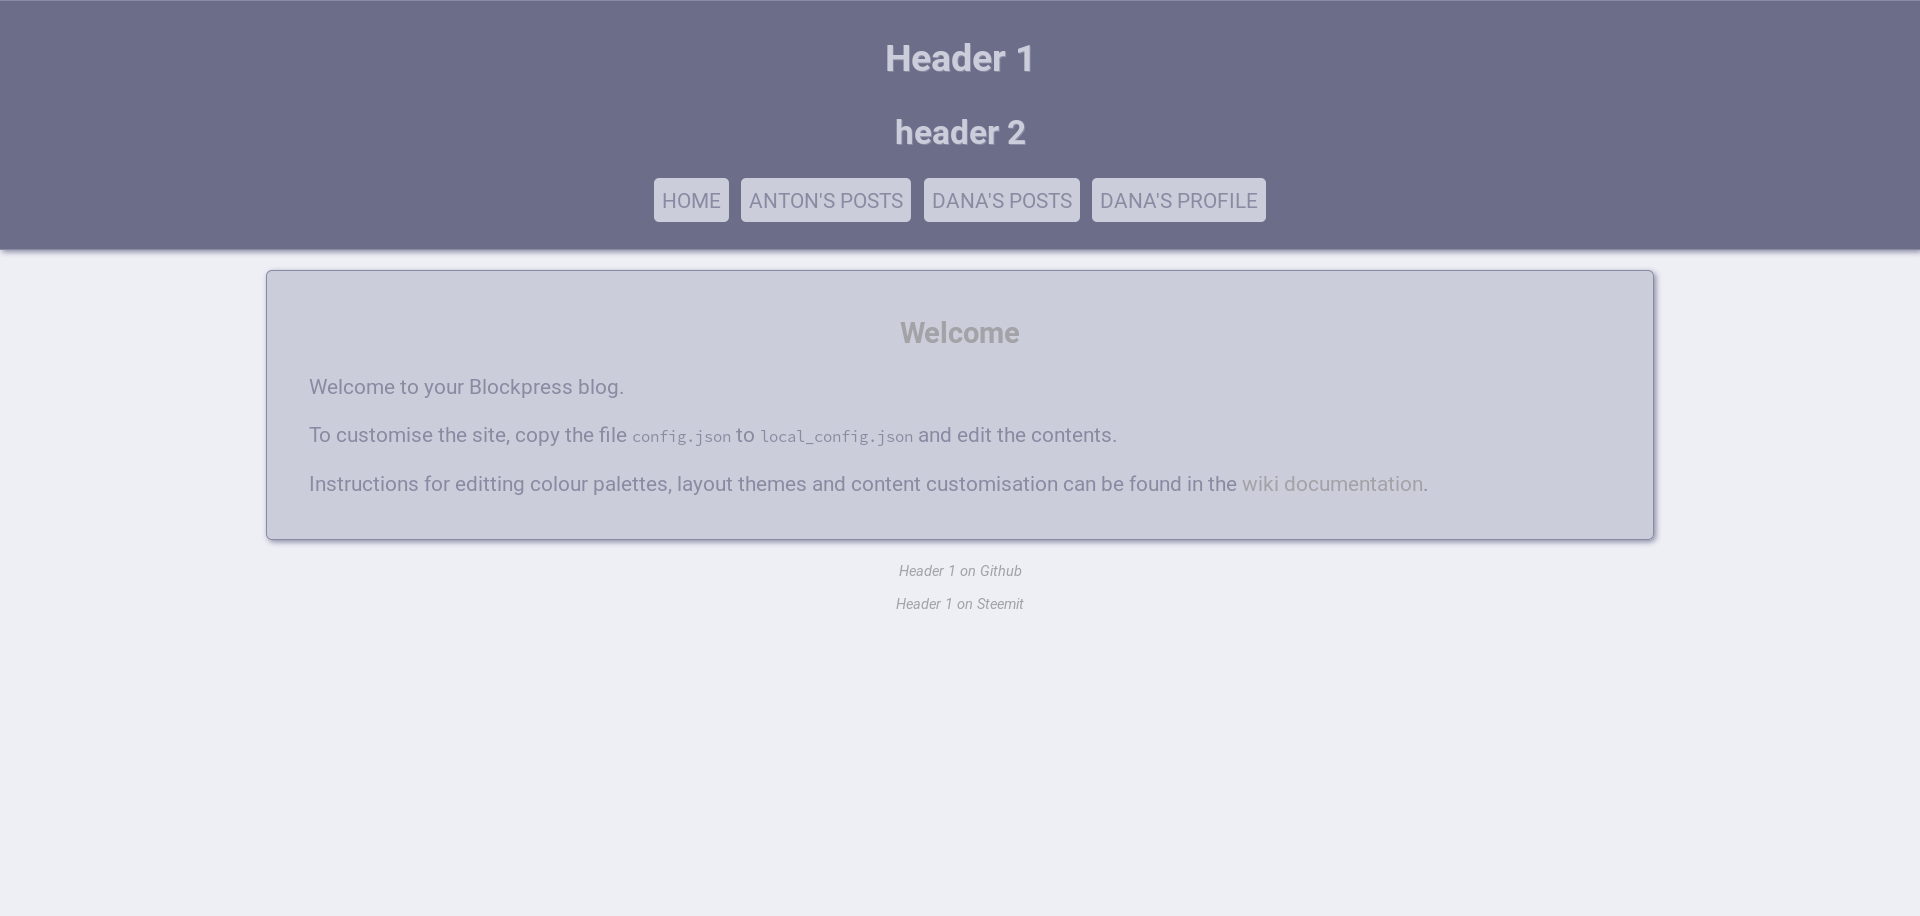 Header 1
header 2
HOME ANTON'S POSTS DANA'S POSTS DANA'S PROFILE
Welcome
Welcome to your Blockpress blog.
To customise the site, copy the file config.json to local_config.json and edit the contents.
Instructions for editting colour palettes, layout themes and content customisation can be found in the wiki documentation.
Header 1 on Github
Header 1 on Steemit